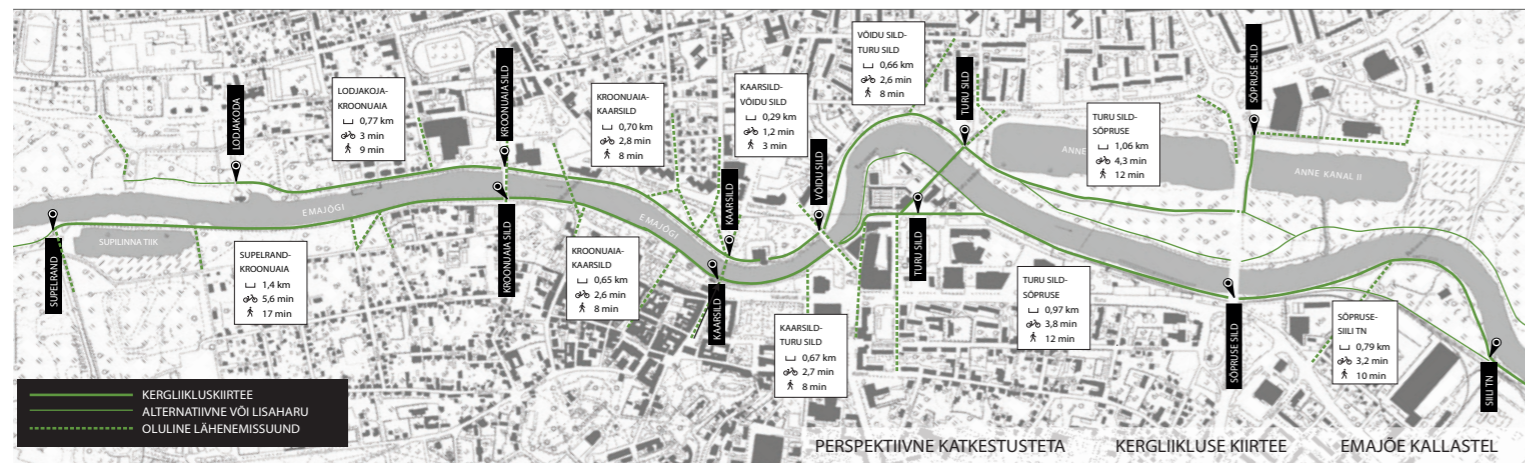 LODJAKODA
LODJAKOJA-
KROONUAIA
0,77 km
3 min
9 min
KROONUAIA SILD
KROONUAIA-
KAARSILD
0,70 km
2,8 min
8 min
KAARSILD
KAARSILD-
VÕIDU SILD
0,29 km
1,2 min
3 min
VÕIDU SILD
VÕIDU SILD-
TURU SILD
0,66 km
2,6 min
8 min
TURU SILD
TURU SILD-
SÕPRUSE
1,06 km
4,3 min
12 min
SÕPRUSE SILD
ANNE
ANNE KANAL II
EMAJÕGI
EMAJÕGI
SUPILINNA TIIK
SUPELRAND
SUPELRAND-
KROONUAIA
1,4 km
5,6 min
17 min
KROONUAIA SILD
KROONUAIA-
KAARSILD
0,65 km
2,6 min
8 min
KAARSILD
KAARSILD-
TURU SILD
0,67 km
2,7 min
8 min
TURU SILD
TURU SILD-
SÕPRUSE
0,97 km
3,8 min
12 min
SÕPRUSE SILD
SÕPRUSE-
SIILI TN
0,79 km
3,2 min
10 min
SIILI TN
KERGLIIKLUSKIIRTEE
ALTERNATIIVNE VÕI LISAHARU
OLULINE LÄHENEMISSUUND
PERSPEKTIIVNE KATKESTUSTETA KERGLIIKLUSE KIIRTEE EMAJÕE KALLASTEL